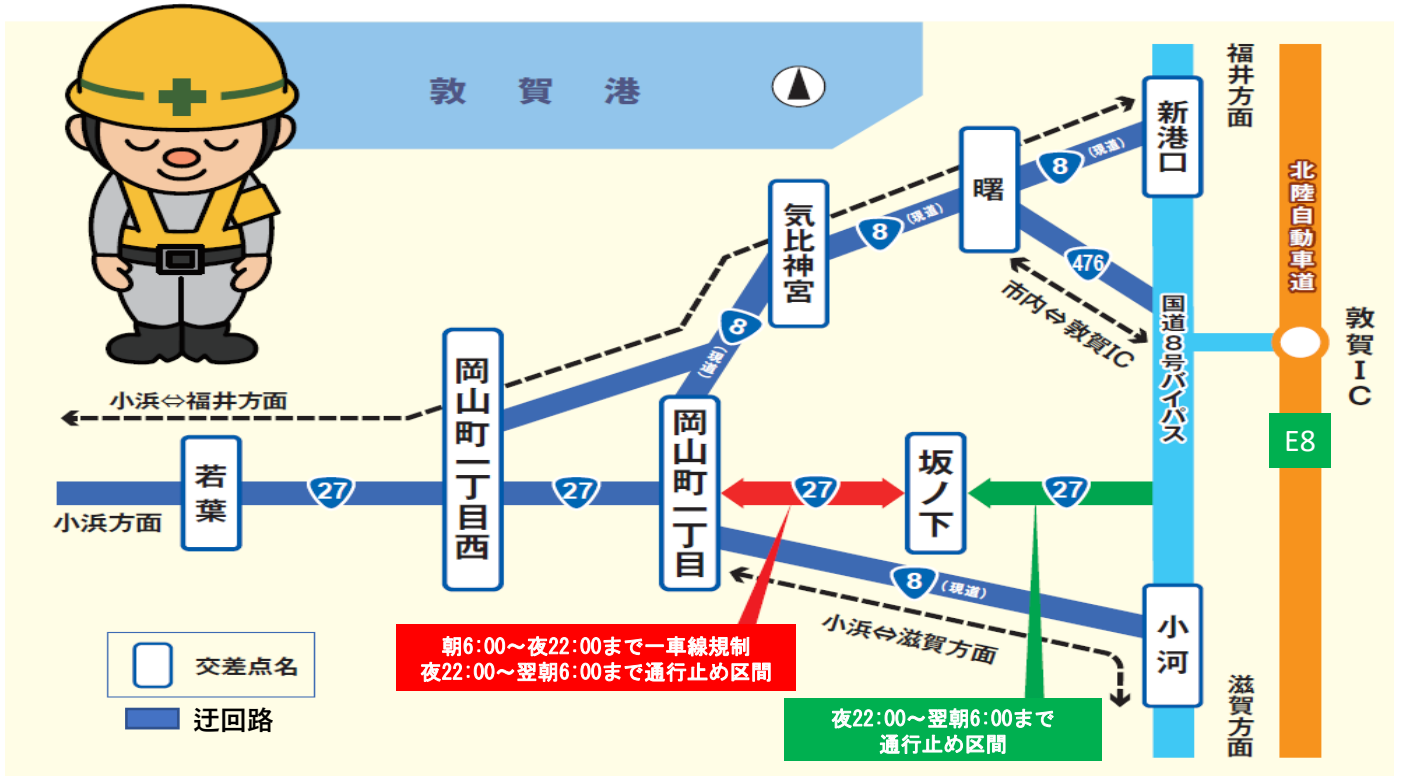 敦賀港
福井方面
新港口
8
(現道)
曙
北陸自動車道
気比神宮
8
(現道)
476
市内⇔敦賀IC
国道8号バイパス
敦賀IC
8
(現道)
岡山町一丁目西
小浜⇔福井方面
岡山町一丁目
E8
若葉
坂ノ下
27
27
27
27
小浜方面
8
(現道)
小浜⇔滋賀方面
小河
朝6:00~夜22:00まで一車線規制
夜22:00~翌朝6:00まで通行止め区間
交差点名
滋賀方面
迂回路
夜22:00~翌朝6:00まで
通行止め区間